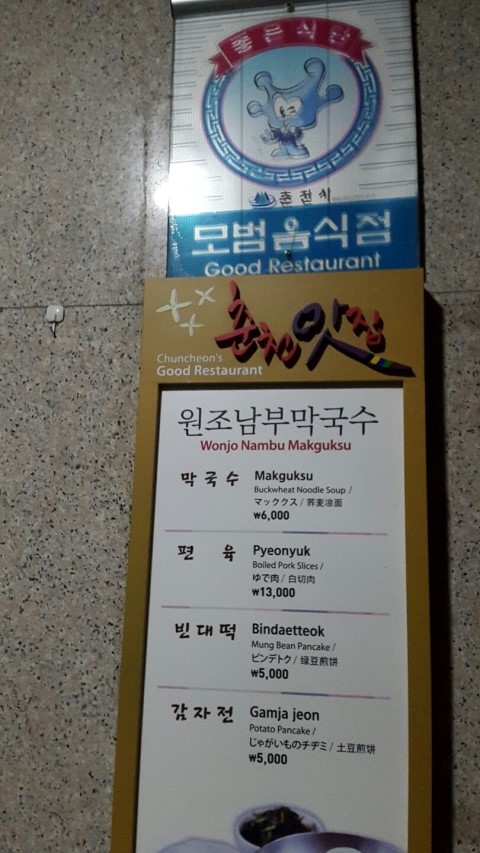 좋은식단
춘천시
모범음식점
Good Restaurant
춘천맛집
Chuncheon's
Good Restaurant
원조남부막국수
Wonjo Nambu Makguksu
막국수 Makguksu
Buckwheat Noodle Soup /
マッククス / 荞麦凉面
₩6,000
편육 Pyeonyuk
Boiled Pork Slices /
ゆで肉 / 白切肉
₩13,000
빈대떡 Bindaetteok
Mung Bean Pancake /
ピンデトク / 绿豆煎饼
₩5,000
감자전 Gamja jeon
Potato Pancake /
じゃがいものチヂミ / 土豆煎饼
₩5,000